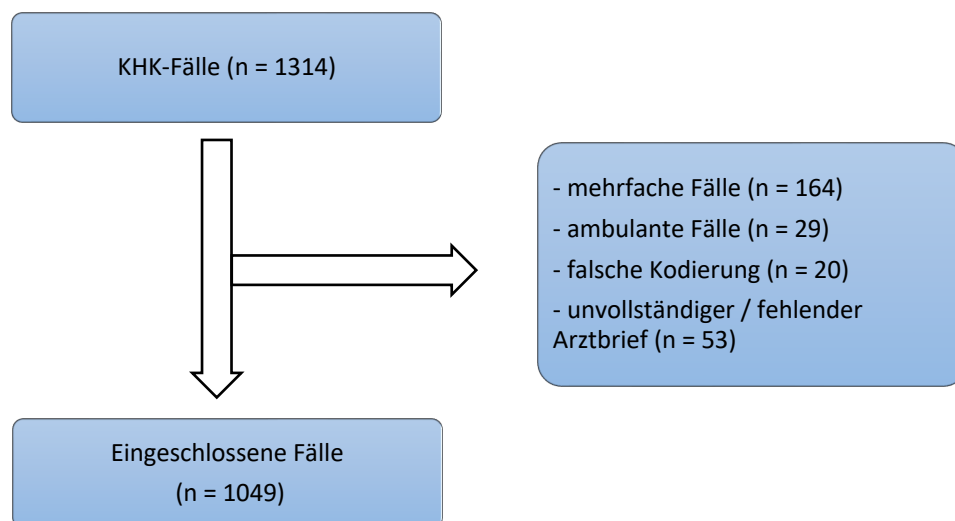 KHK-Fälle (n = 1314)
- mehrfache Fälle (n = 164)
- ambulante Fälle (n = 29)
- falsche Kodierung (n = 20)
- unvollständiger / fehlender
Arztbrief (n = 53)
Eingeschlossene Fälle
(n = 1049)